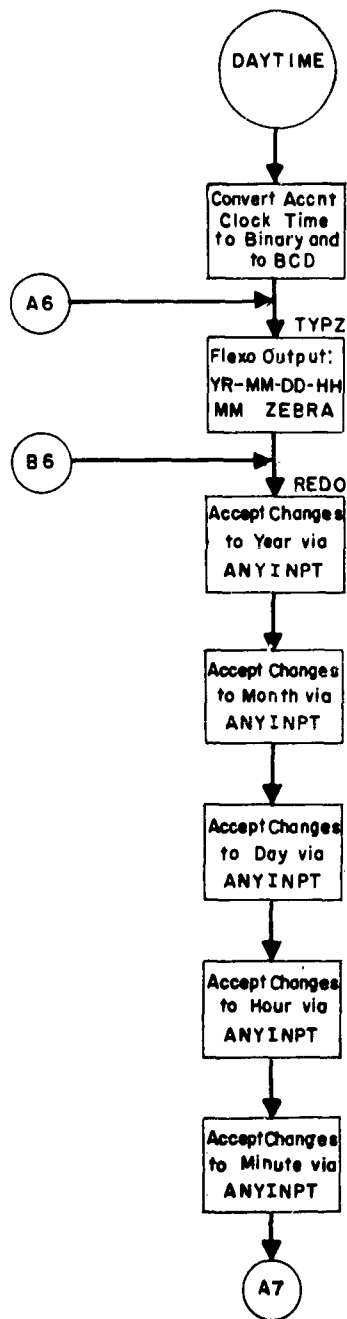 DAYTIME
Convert Accnt
Clock Time
to Binary and
to BCD
A6
TYPZ
Flexo Output:
YR-MM-DD-HH
MM ZEBRA
B6
REDO
Accept Changes
to Year via
ANYINPT
Accept Changes
to Month via
ANYINPT
Accept Changes
to Day via
ANYINPT
Accept Changes
to Hour via
ANYINPT
Accept Changes
to Minute via
ANYINPT
A7